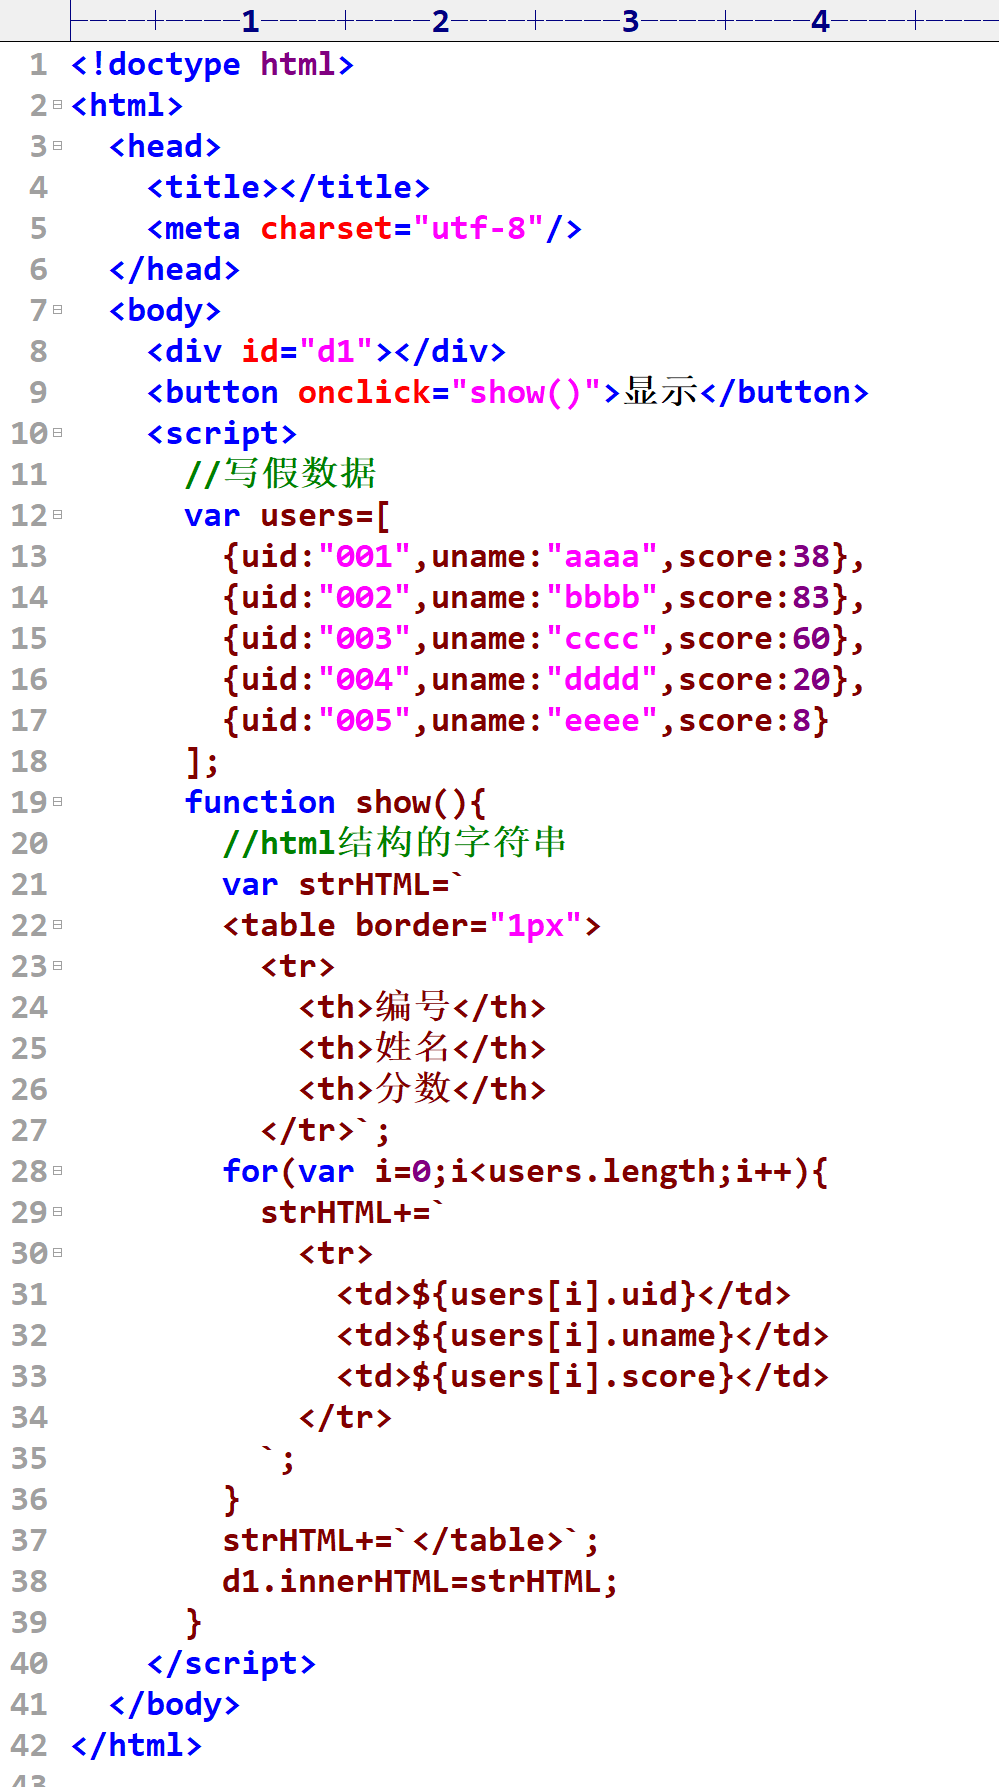 1 2 3 4
1 <!doctype html>
2 <html>
3   <head>
4     <title></title>
5     <meta charset="utf-8"/>
6   </head>
7   <body>
8     <div id="d1"></div>
9     <button onclick="show()">显示</button>
10     <script>
11       //写假数据
12       var users=[
13         {uid:"001",uname:"aaaa",score:38},
14         {uid:"002",uname:"bbbb",score:83},
15         {uid:"003",uname:"cccc",score:60},
16         {uid:"004",uname:"dddd",score:20},
17         {uid:"005",uname:"eeee",score:8}
18       ];
19       function show(){
20         //html结构的字符串
21         var strHTML=`
22         <table border="1px">
23           <tr>
24             <th>编号</th>
25             <th>姓名</th>
26             <th>分数</th>
27           </tr>`;
28         for(var i=0;i<users.length;i++){
29           strHTML+=`
30             <tr>
31               <td>${users[i].uid}</td>
32               <td>${users[i].uname}</td>
33               <td>${users[i].score}</td>
34             </tr>
35           `;
36         }
37         strHTML+=`</table>`;
38         d1.innerHTML=strHTML;
39       }
40     </script>
41   </body>
42 </html>
43